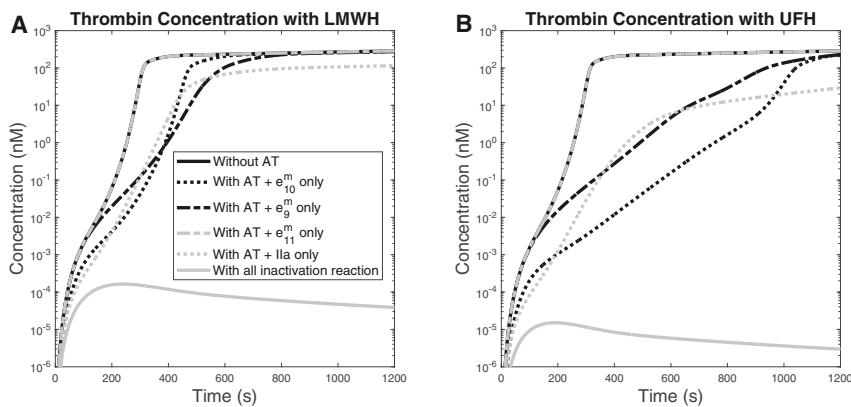 A
Thrombin Concentration with LMWH
10^3
10^2
10^1
10^0
10^-1
10^-2
10^-3
10^-4
10^-5
10^-6
Concentration (nM)
Without AT
With AT + e_10^m only
With AT + e_9^m only
With AT + e_11^m only
With AT + IIa only
With all inactivation reaction
0 200 400 600 800 1000 1200
Time (s)
B
Thrombin Concentration with UFH
10^3
10^2
10^1
10^0
10^-1
10^-2
10^-3
10^-4
10^-5
10^-6
Concentration (nM)
0 200 400 600 800 1000 1200
Time (s)